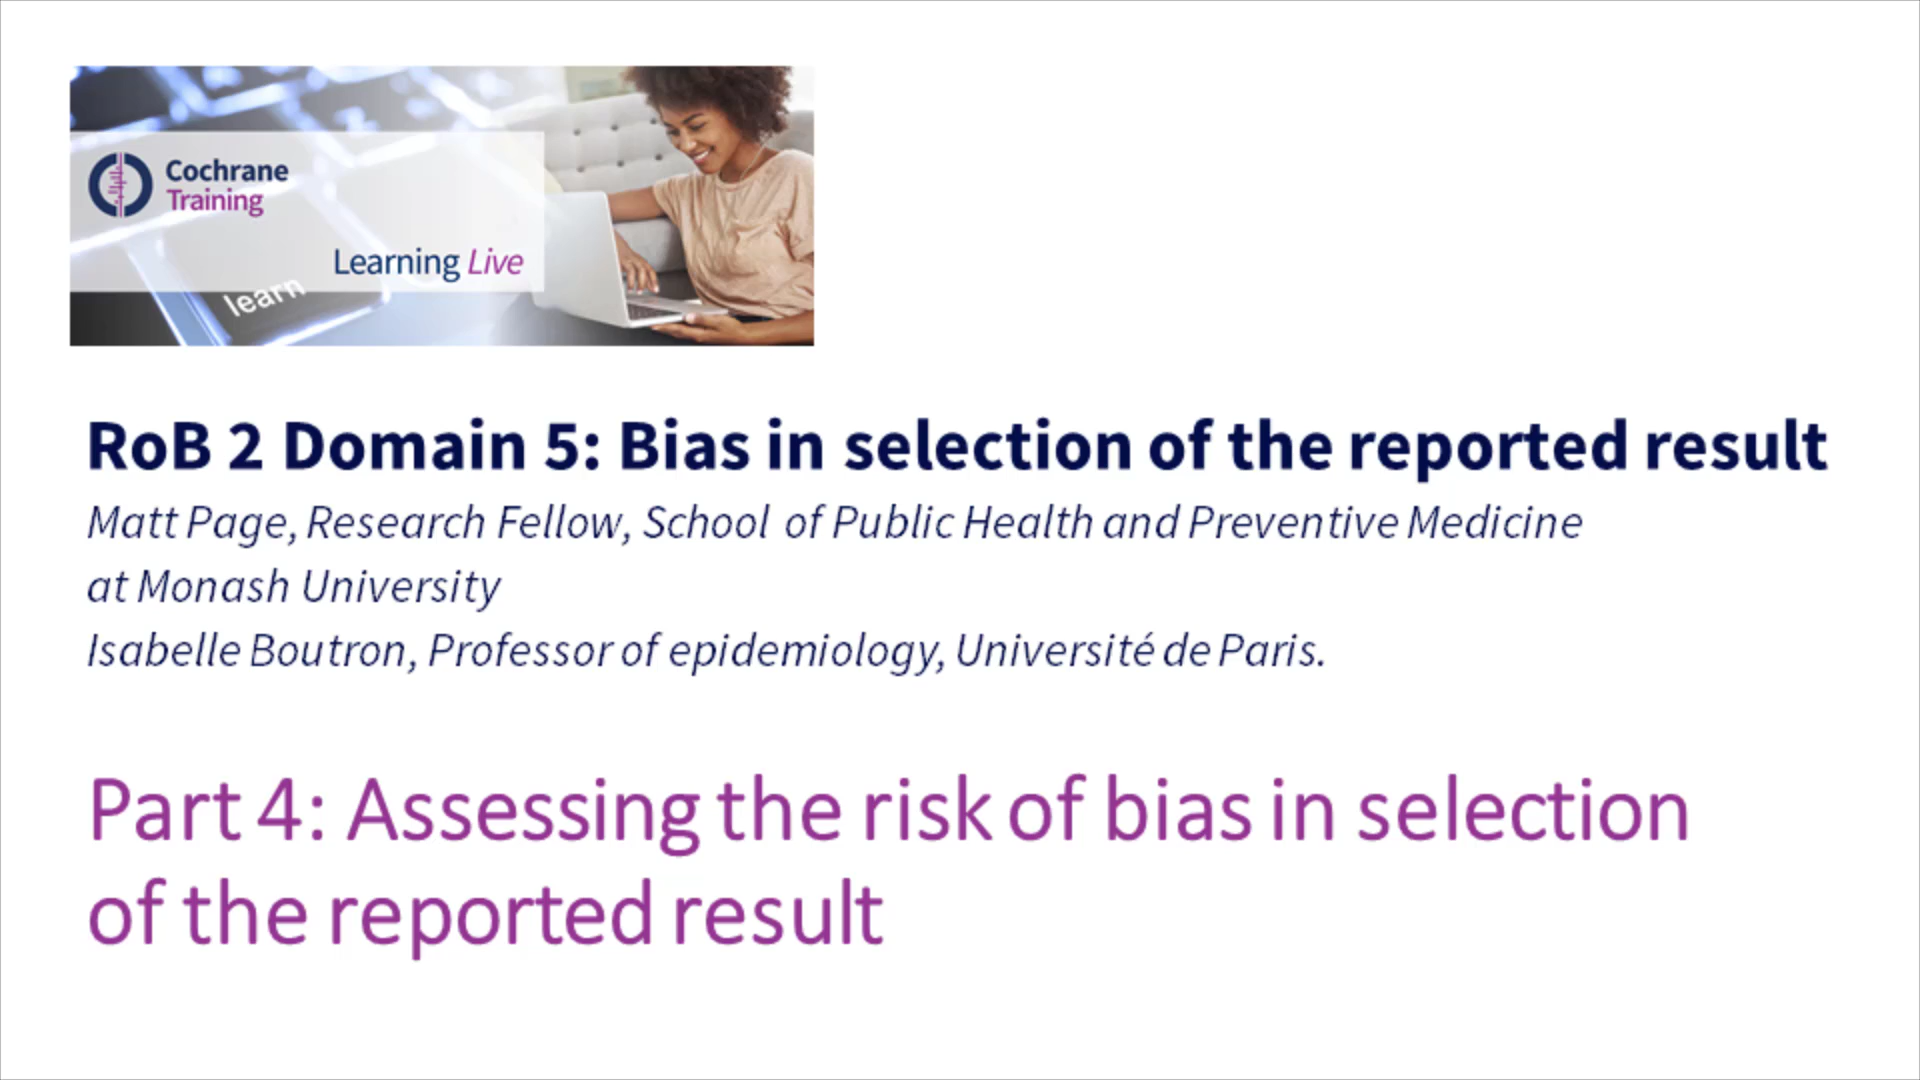 Cochrane
Training
Learning Live
learn
RoB 2 Domain 5: Bias in selection of the reported result
Matt Page, Research Fellow, School of Public Health and Preventive Medicine
at Monash University
Isabelle Boutron, Professor of epidemiology, Université de Paris.
Part 4: Assessing the risk of bias in selection
of the reported result